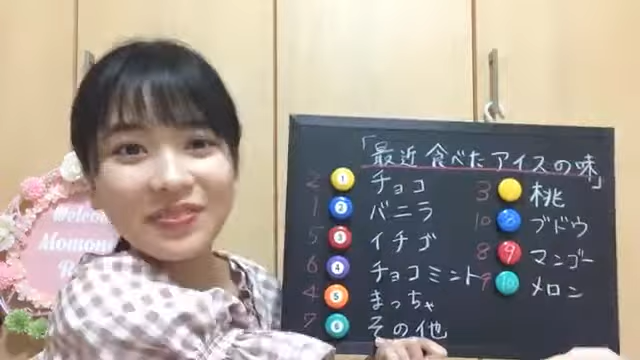 「最近食べたアイスの味」
2 1 チョコ
1 2 バニラ
5 3 イチゴ
6 4 チョコミント
4 5 まっちゃ
7 6 その他
3 桃
10 ブドウ
8 9 マンゴー
9 10 メロン
Welcome